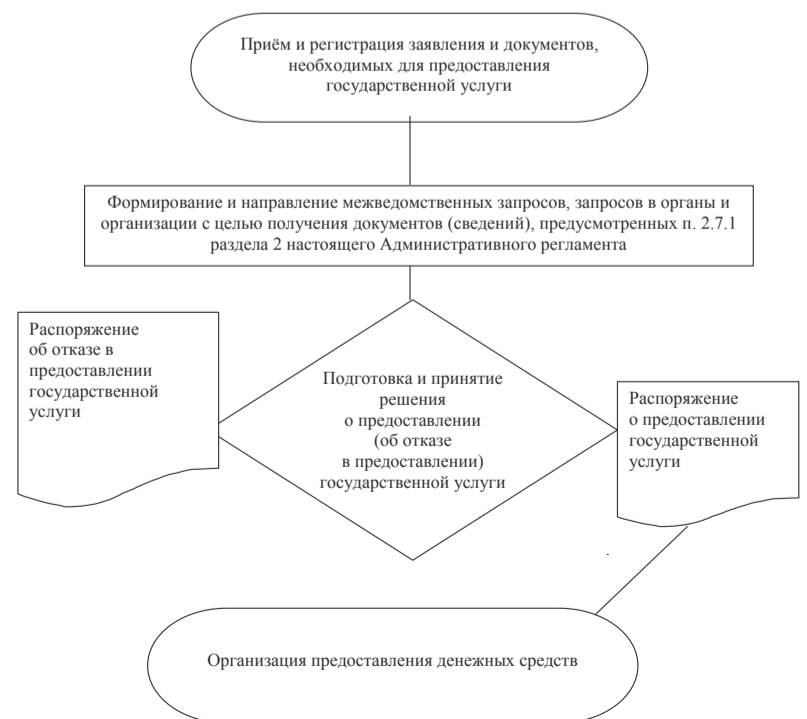 Приём и регистрация заявления и документов,
необходимых для предоставления
государственной услуги
Формирование и направление межведомственных запросов, запросов в органы и
организации с целью получения документов (сведений), предусмотренных п. 2.7.1
раздела 2 настоящего Административного регламента
Распоряжение
об отказе в
предоставлении
государственной
услуги
Подготовка и принятие
решения
о предоставлении
(об отказе
в предоставлении)
государственной услуги
Распоряжение
о предоставлении
государственной
услуги
Организация предоставления денежных средств